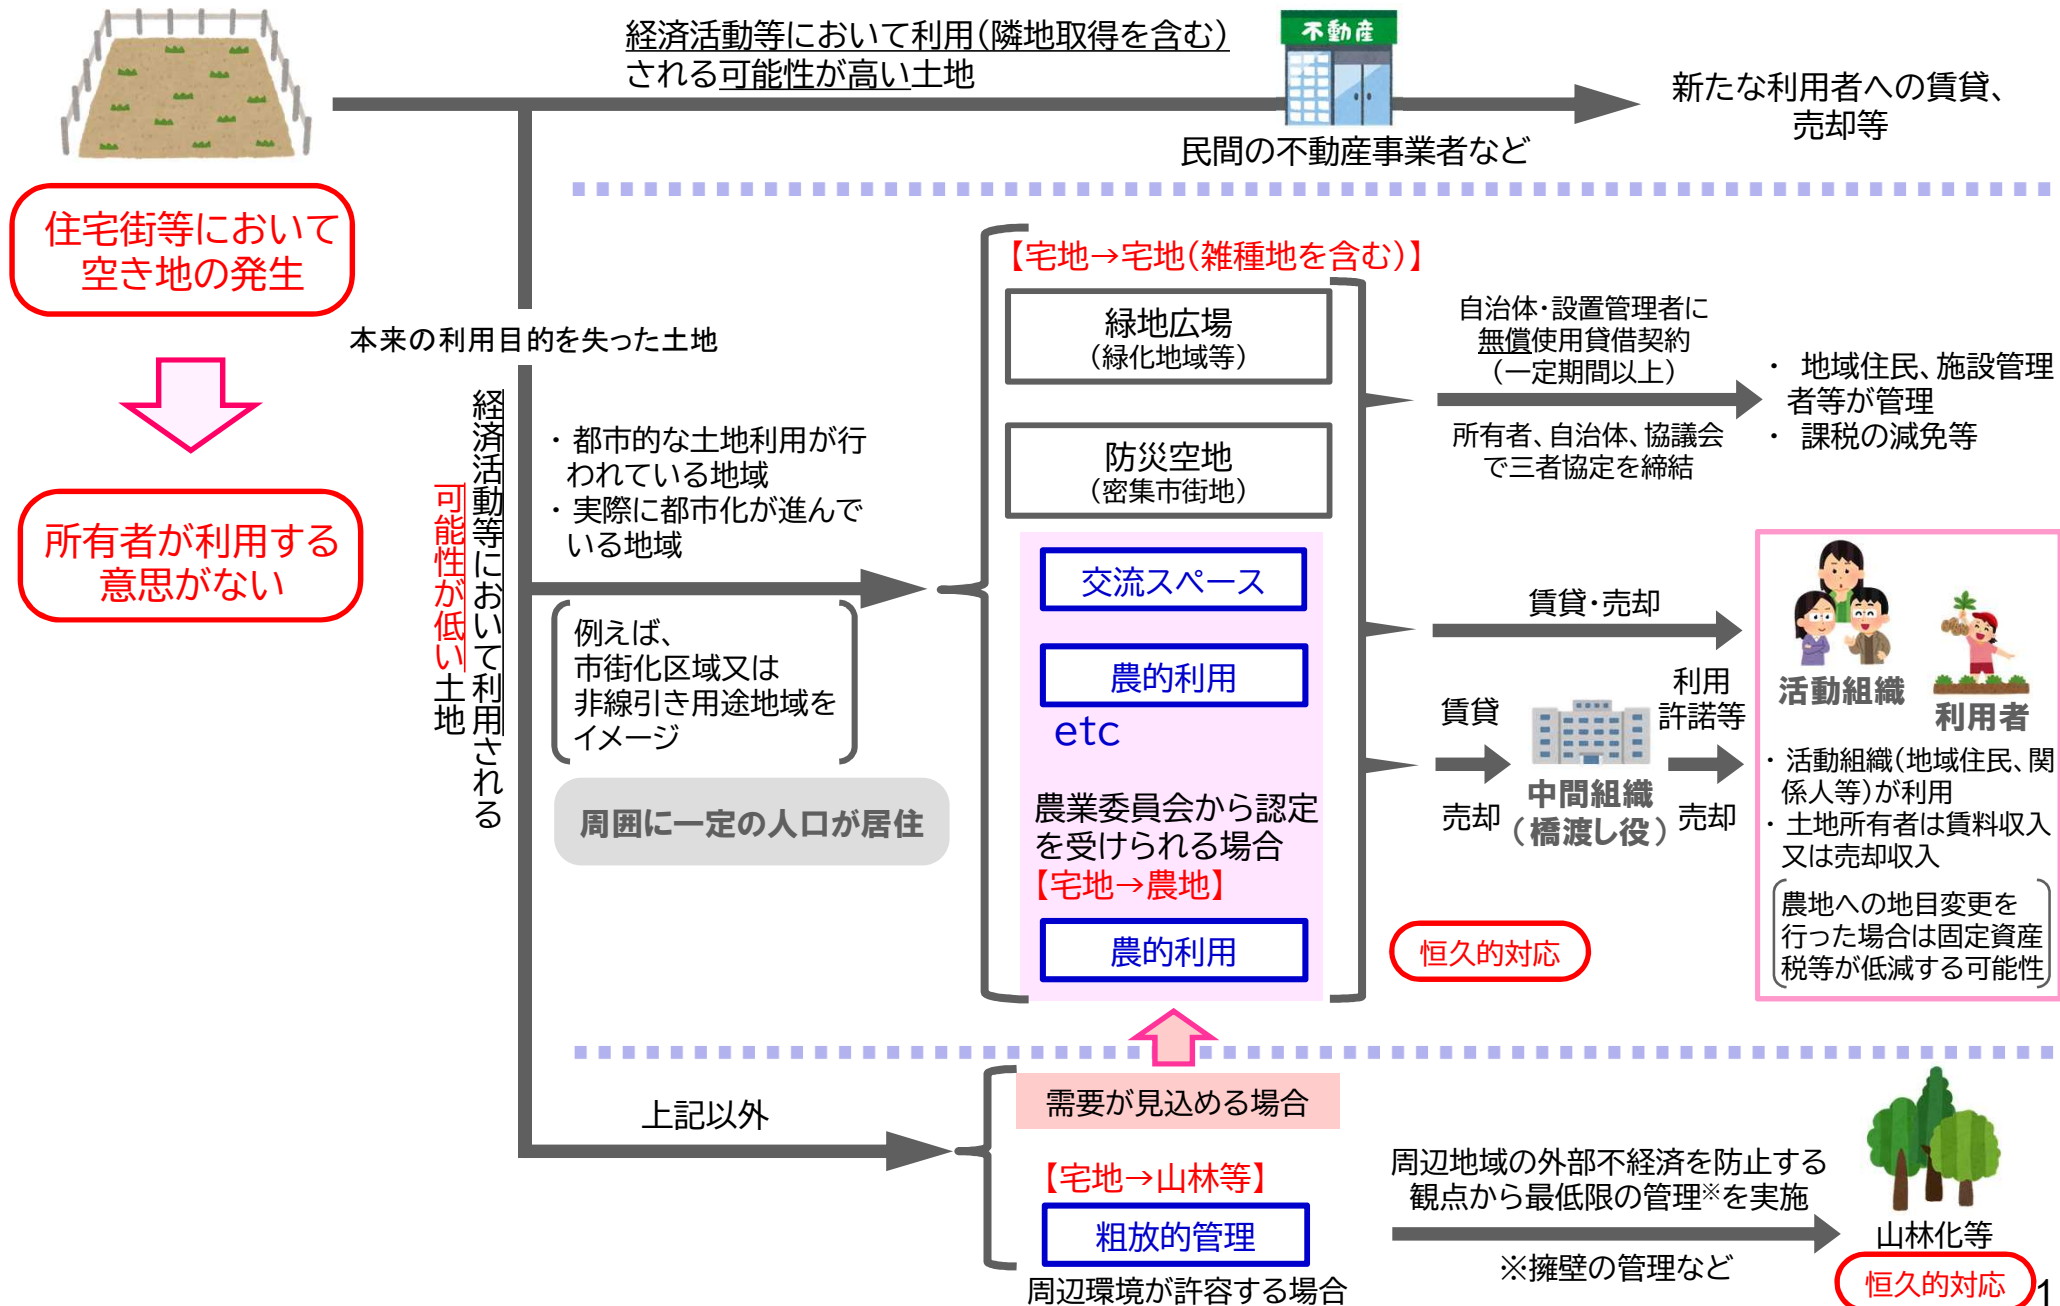 経済活動等において利用(隣地取得を含む)
される可能性が高い土地
不動産
民間の不動産事業者など
新たな利用者への賃貸、
売却等
住宅街等において
空き地の発生
所有者が利用する
意思がない
本来の利用目的を失った土地
経済活動等において利用される
可能性が低い土地
・都市的な土地利用が行
われている地域
・実際に都市化が進んで
いる地域
例えば、
市街化区域又は
非線引き用途地域を
イメージ
周囲に一定の人口が居住
【宅地→宅地(雑種地を含む)】
緑地広場
(緑化地域等)
防災空地
(密集市街地)
交流スペース
農的利用
etc
農業委員会から認定
を受けられる場合
【宅地→農地】
農的利用
自治体・設置管理者に
無償使用貸借契約
(一定期間以上)
所有者、自治体、協議会
で三者協定を締結
・ 地域住民、施設管理
者等が管理
・ 課税の減免等
賃貸・売却
賃貸
売却
中間組織
(橋渡し役)
利用
許諾等
売却
活動組織
利用者
・活動組織(地域住民、関
係人等)が利用
・土地所有者は賃料収入
又は売却収入
農地への地目変更を
行った場合は固定資産
税等が低減する可能性
恒久的対応
上記以外
需要が見込める場合
【宅地→山林等】
粗放的管理
周辺環境が許容する場合
周辺地域の外部不経済を防止する
観点から最低限の管理※を実施
※擁壁の管理など
山林化等
恒久的対応
1